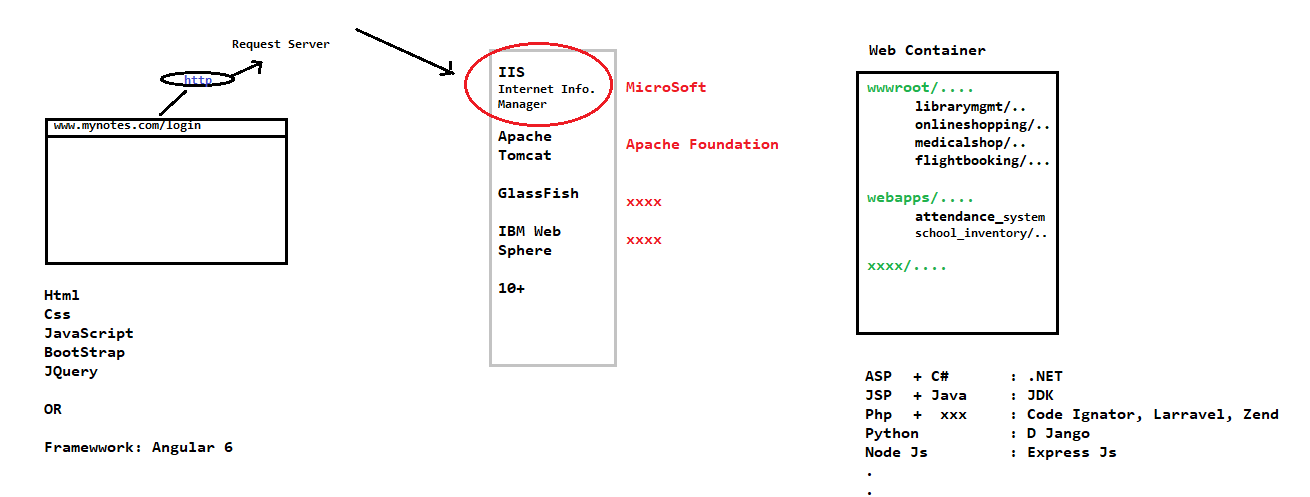 Request Server
http
www.mynotes.com/login
Html
Css
JavaScript
BootStrap
JQuery
OR
Framewwork: Angular 6
IIS
Internet Info.
Manager
MicroSoft
Apache
Tomcat
Apache Foundation
GlassFish
xxxx
IBM Web
Sphere
xxxx
10+
Web Container
wwwroot/....
librarymgmt/..
onlineshopping/..
medicalshop/..
flightbooking/...
webapps/....
attendance_system
school_inventory/..
xxxx/....
ASP + C# : .NET
JSP + Java : JDK
Php + xxx : Code Ignator, Larravel, Zend
Python : D Jango
Node Js : Express Js
.
.